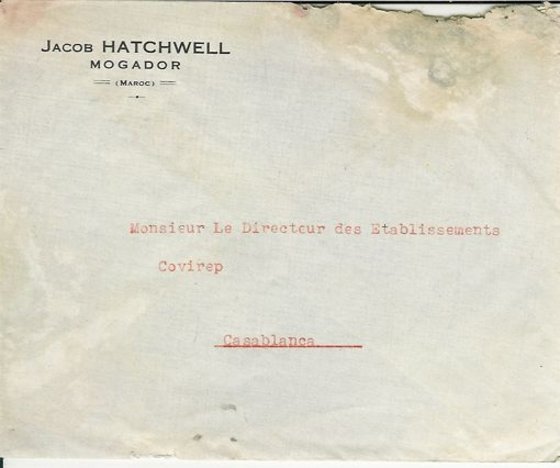 JACOB HATCHWELL
MOGADOR
(MAROC)
Monsieur Le Directeur des Etablissements
Covirep
Casablanca